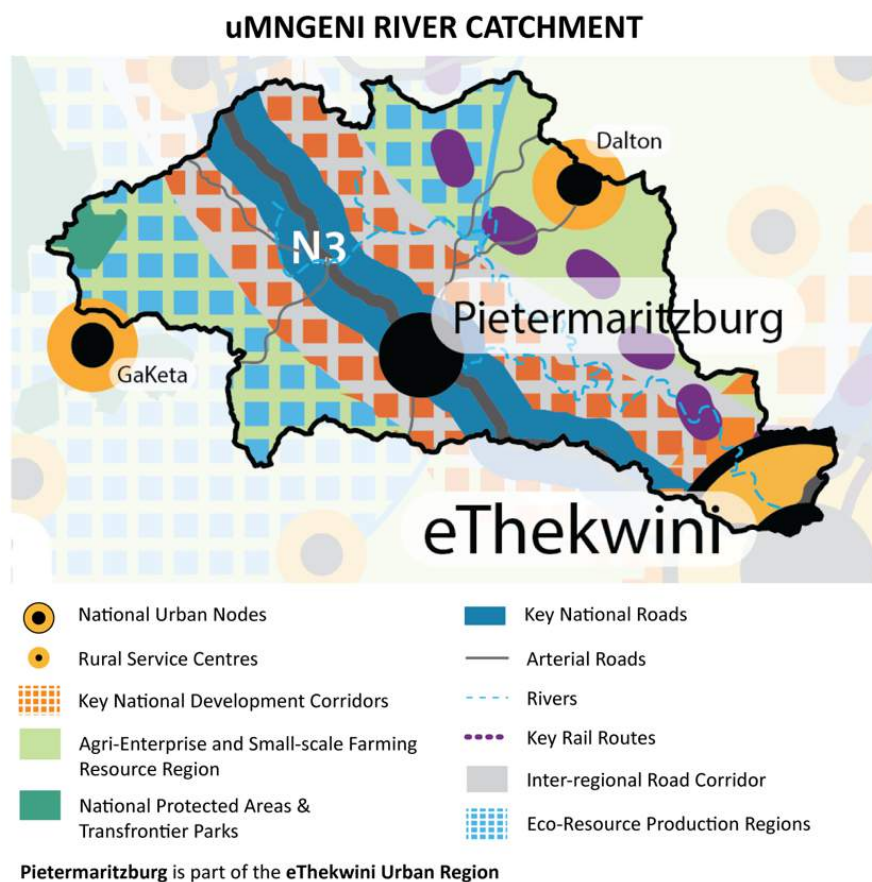 uMNGENI RIVER CATCHMENT
Dalton
N3
Pietermaritzburg
GaKeta
eThekwini
National Urban Nodes
Rural Service Centres
Key National Development Corridors
Agri-Enterprise and Small-scale Farming
Resource Region
National Protected Areas &
Transfrontier Parks
Key National Roads
Arterial Roads
Rivers
Key Rail Routes
Inter-regional Road Corridor
Eco-Resource Production Regions
Pietermaritzburg is part of the eThekwini Urban Region